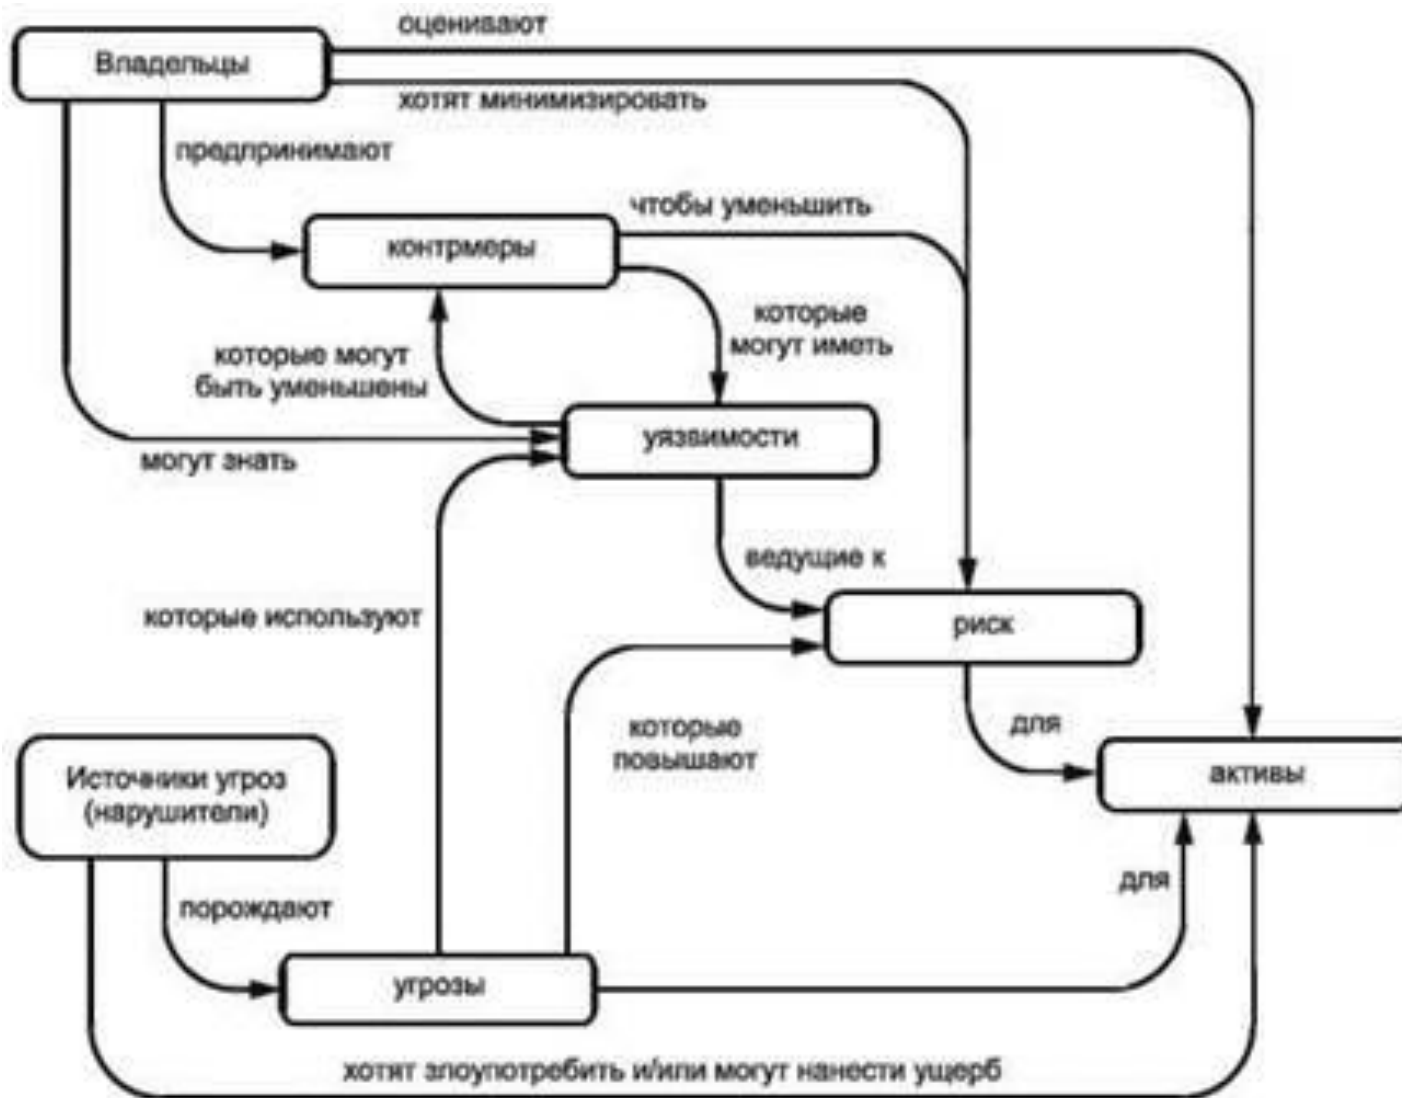 оценивают
Владельцы
хотят минимизировать
предпринимают
чтобы уменьшить
контрмеры
которые
могут иметь
которые могут
быть уменьшены
уязвимости
могут знать
ведущие к
которые используют
риск
которые
повышают
для
Источники угроз
(нарушители)
активы
для
порождают
угрозы
хотят злоупотребить и/или могут нанести ущерб